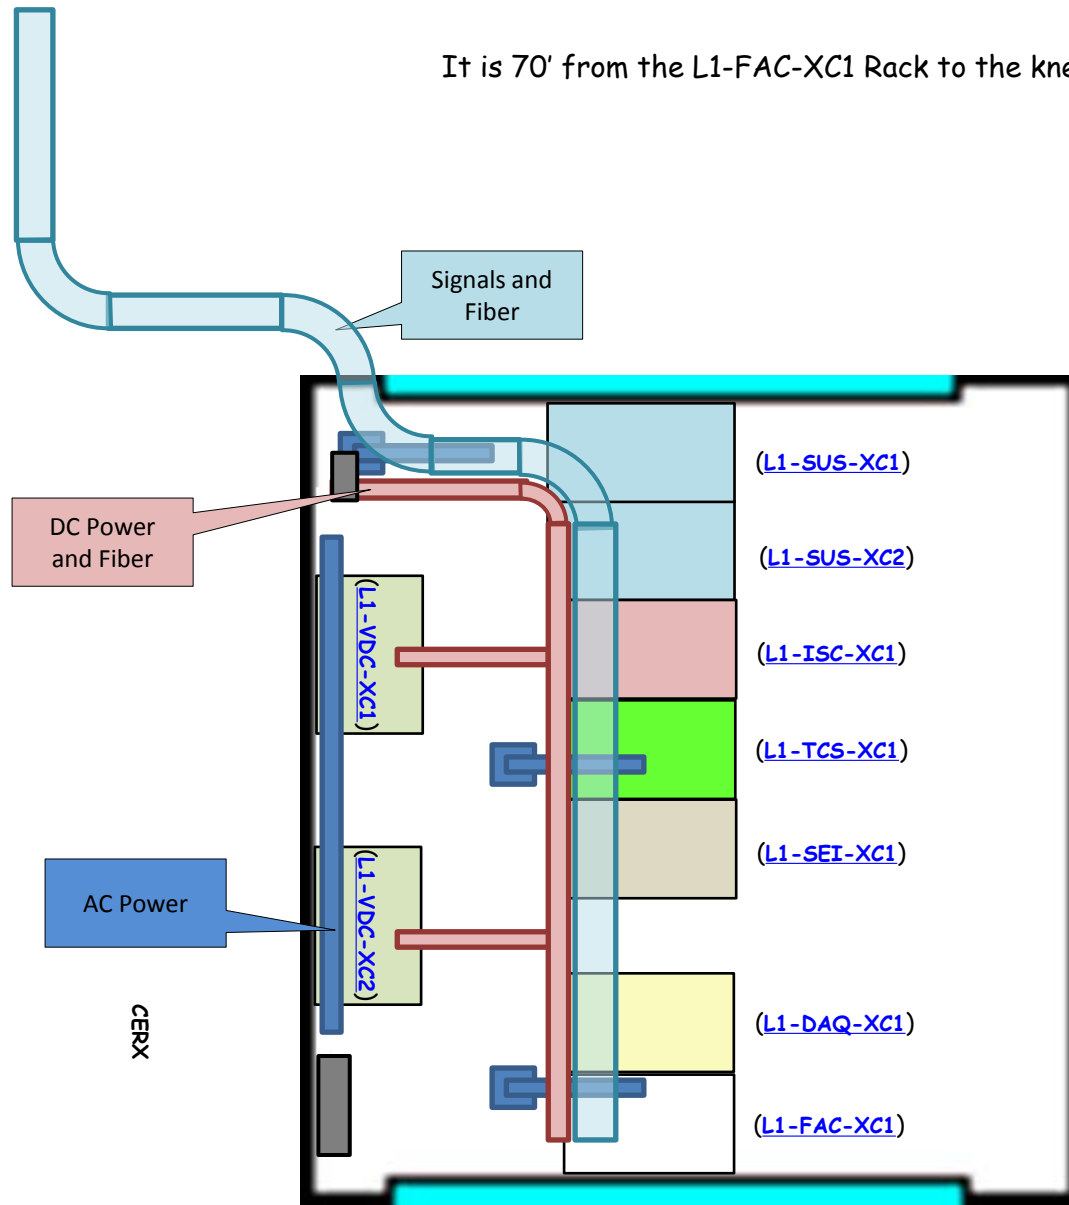 It is 70’ from the L1-FAC-XC1 Rack to the
Signals and
Fiber
(L1-SUS-XC1)
DC Power
and Fiber
(L1-SUS-XC2)
(L1-VDC-XC1)
(L1-ISC-XC1)
(L1-TCS-XC1)
(L1-SEI-XC1)
AC Power
(L1-VDC-XC2)
CERX
(L1-DAQ-XC1)
(L1-FAC-XC1)